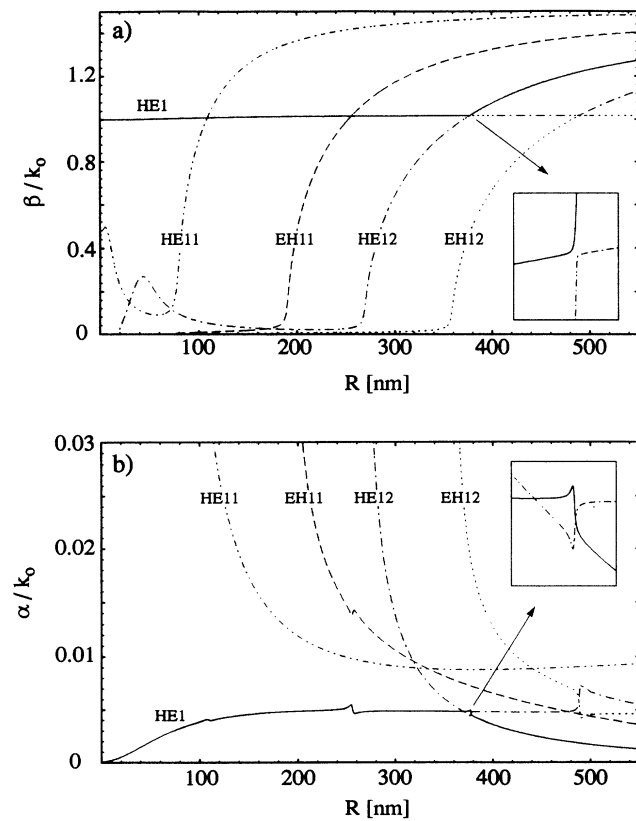 a)
HE1
1.2
0.8
β / k₀
HE11
EH11
HE12
EH12
0.4
0
100
200
300
400
500
R [nm]
0.03
b)
HE11
EH11
HE12
EH12
0.02
α / k₀
0.01
HE1
0
0
100
200
300
400
500
R [nm]